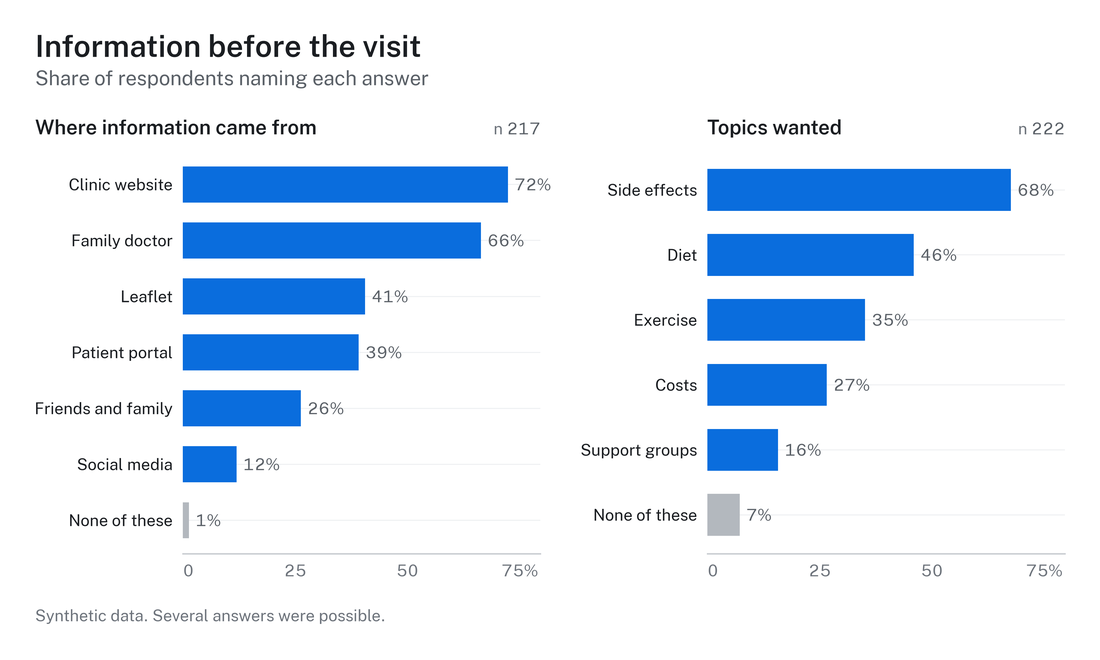 Information before the visit
Share of respondents naming each answer
Where information came from
n 217
Clinic website
72%
Family doctor
66%
Leaflet
41%
Patient portal
39%
Friends and family
26%
Social media
12%
None of these
1%
0 25 50 75%
Topics wanted
n 222
Side effects
68%
Diet
46%
Exercise
35%
Costs
27%
Support groups
16%
None of these
7%
0 25 50 75%
Synthetic data. Several answers were possible.